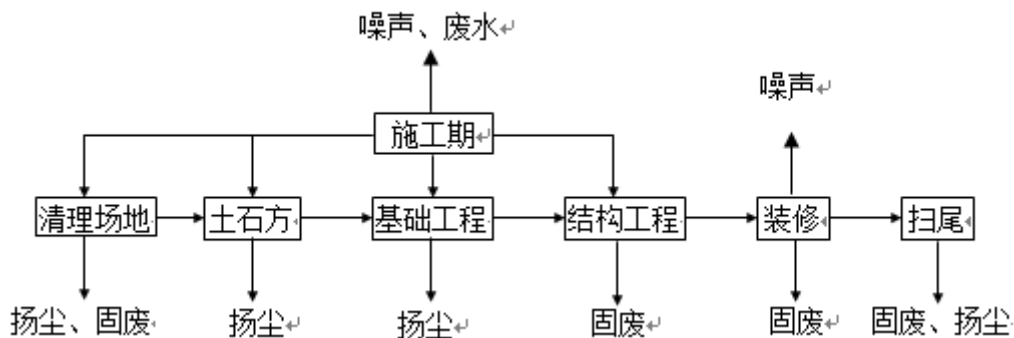 噪声、废水
噪声
施工期
清理场地
土石方
基础工程
结构工程
装修
扫尾
扬尘、固废
扬尘
扬尘
固废
固废
固废、扬尘